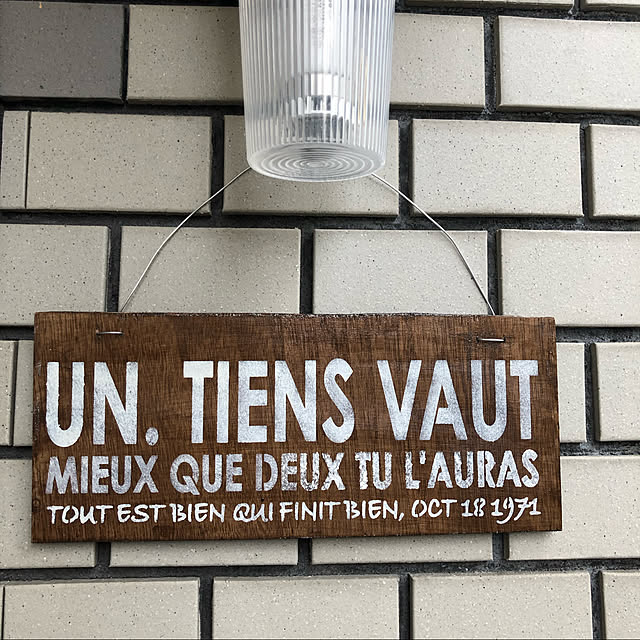 UN. TIENS VAUT
MIEUX QUE DEUX TU L'AURAS
TOUT EST BIEN QUI FINIT BIEN, OCT 18 1971